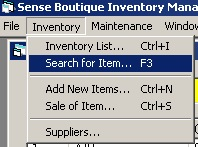 Sense Boutique Inventory Mana
File Inventory Maintenance Window
Inventory List... Ctrl+I
Search for Item... F3
Add New Items... Ctrl+N
Sale of Item... Ctrl+S
Suppliers...